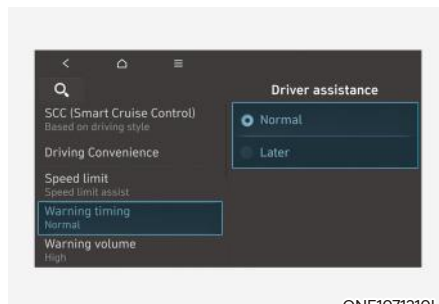 Driver assistance
SCC (Smart Cruise Control)
Based on driving style
Driving Convenience
Speed limit
Speed limit assist
Warning timing
Normal
Warning volume
High
Normal
Later